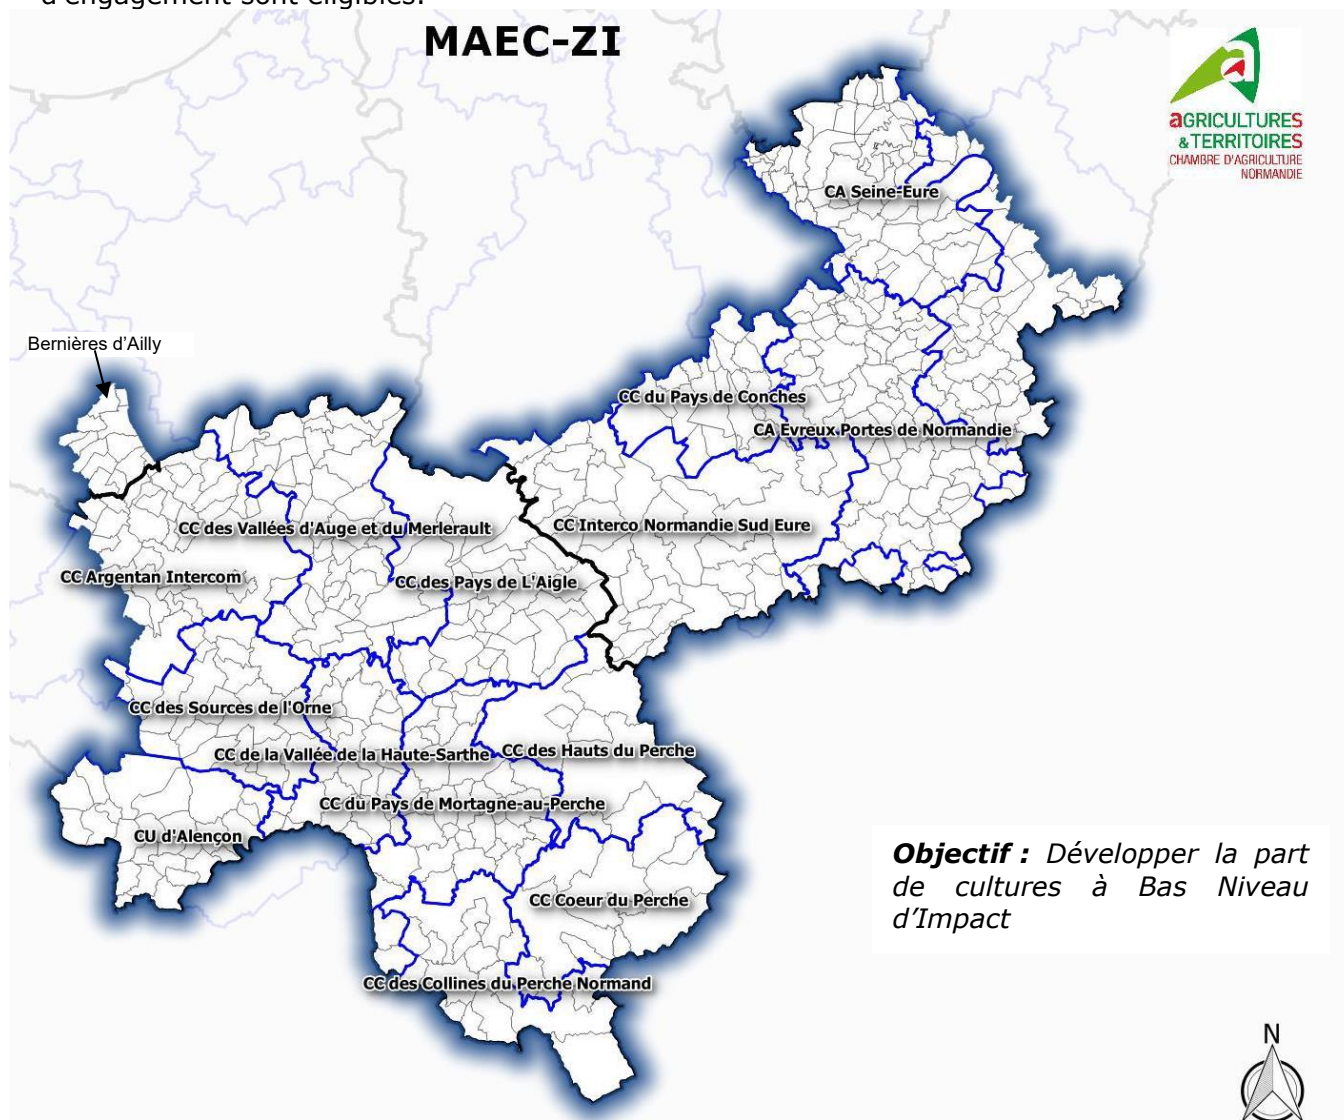 d'engagement sont éligibles.
MAEC-ZI
a
aGRICULTURES
& TERRITOIRES
CHAMBRE D'AGRICULTURE
NORMANDIE
CA Seine-Eure
Bernières d'Ailly
CC du Pays de Conches
CA Evreux Portes de Normandie
CC des Vallées d'Auge et du Merlerault
CC Interco Normandie Sud Eure
CC Argentan Intercom
CC des Pays de L'Aigle
CC des Sources de l'Orne
CC de la Vallée de la Haute-Sarthe
CC des Hauts du Perche
CC du Pays de Mortagne-au-Perche
CU d'Alençon
Objectif : Développer la part
de cultures à Bas Niveau
d'Impact
CC Coeur du Perche
CC des Collines du Perche Normand
N